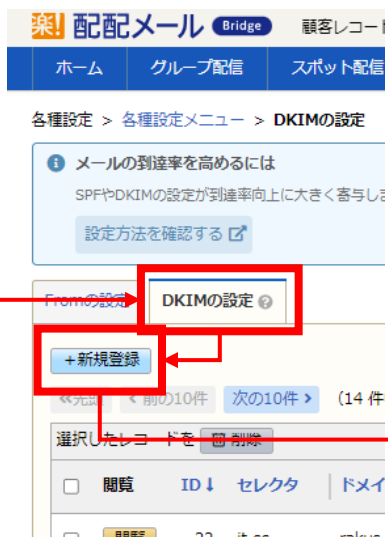 楽! 配配メール Bridge 顧客レコード
ホーム グループ配信 スポット配信
各種設定 > 各種設定メニュー > DKIMの設定
メールの到達率を高めるには
SPFやDKIMの設定が到達率向上に大きく寄与しま
設定方法を確認する
Fromの設定 DKIMの設定
+新規登録
«先頭 < 前の10件 次の10件 > (14 件
選択したレコードを 削除
閲覧 ID↓ セレクタ ドメイ